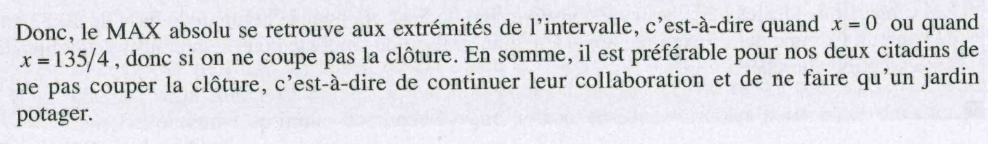 Donc, le MAX absolu se retrouve aux extrémités de l'intervalle, c'est-à-dire quand x = 0 ou quand
x = 135/4 , donc si on ne coupe pas la clôture. En somme, il est préférable pour nos deux citadins de
ne pas couper la clôture, c'est-à-dire de continuer leur collaboration et de ne faire qu'un jardin
potager.